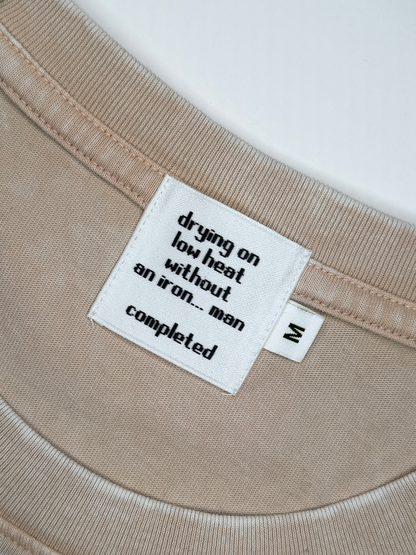 drying on
low heat
without
an iron... man
completed
M